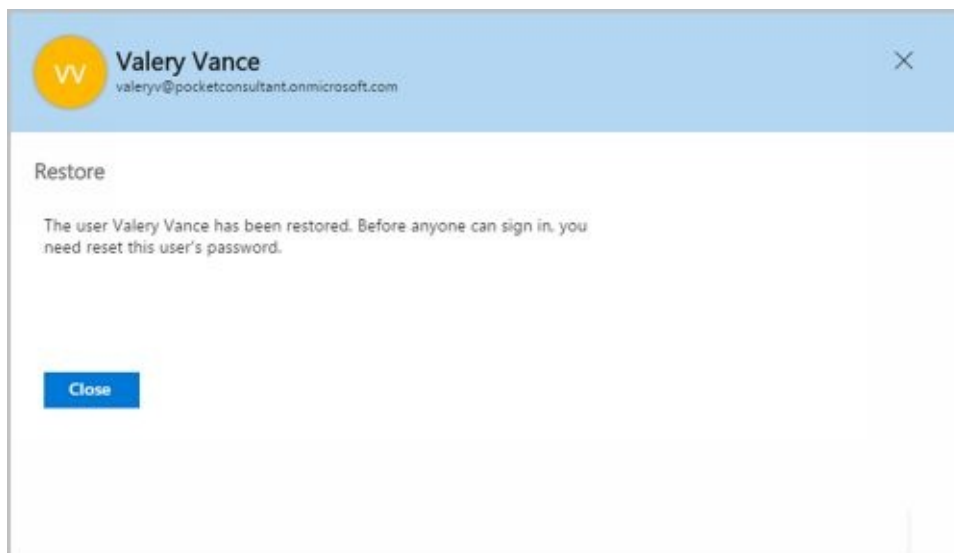 VV
Valery Vance
valeryv@pocketconsultant.onmicrosoft.com
Restore
The user Valery Vance has been restored. Before anyone can sign in, you
need reset this user's password.
Close